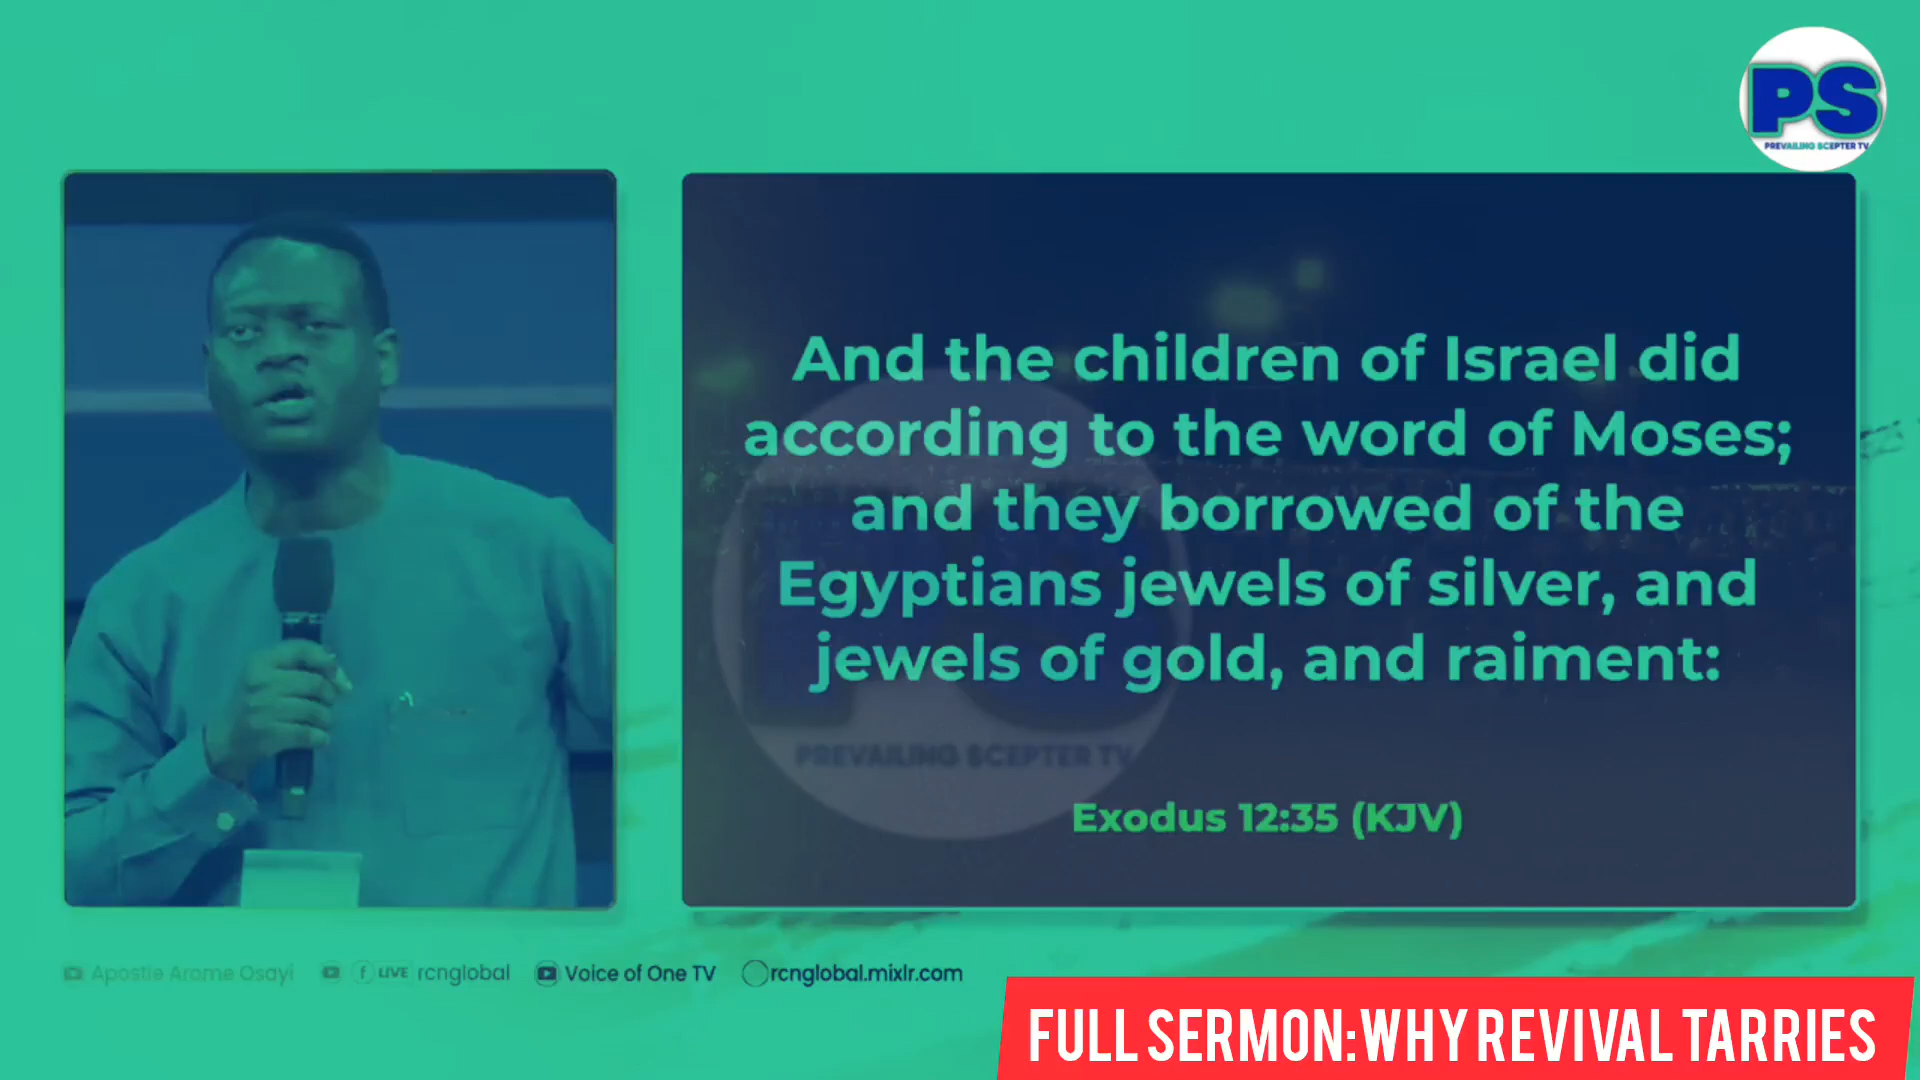 PS
PREVAILING SCEPTER TV
And the children of Israel did
according to the word of Moses;
and they borrowed of the
Egyptians jewels of silver, and
jewels of gold, and raiment:
PREVAILING SCEPTER TV
Exodus 12:35 (KJV)
Apostle Arome Osayi LIVE rcnglobal Voice of One TV rcnglobal.mixlr.com
FULL SERMON:WHY REVIVAL TARRIES